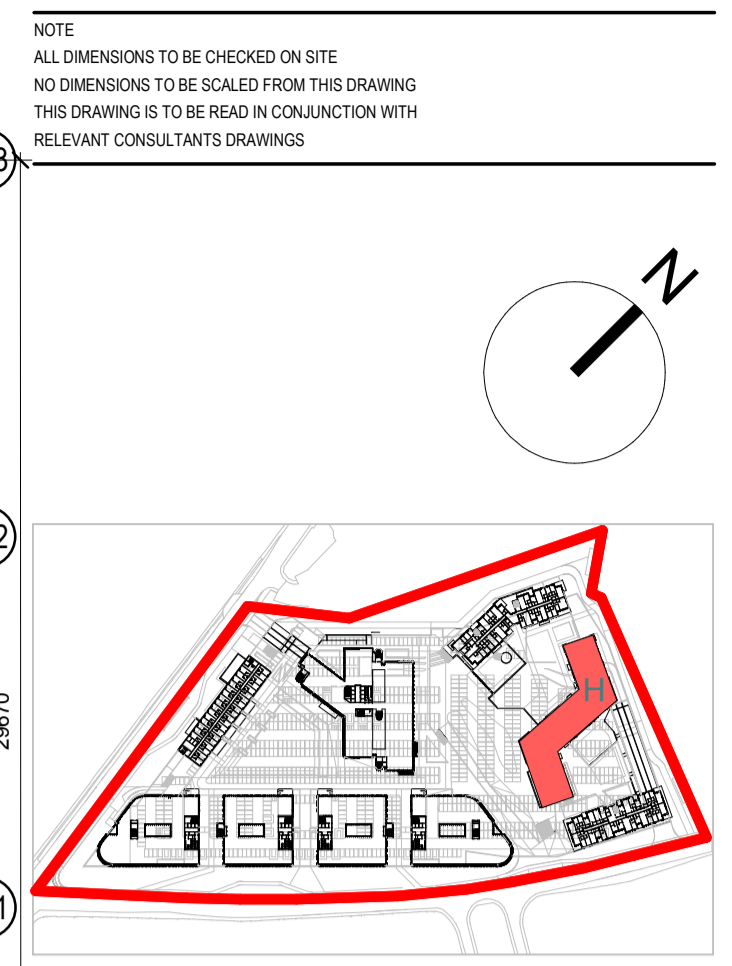 NOTE
ALL DIMENSIONS TO BE CHECKED ON SITE
NO DIMENSIONS TO BE SCALED FROM THIS DRAWING
THIS DRAWING IS TO BE READ IN CONJUNCTION WITH
RELEVANT CONSULTANTS DRAWINGS
3
N
2
H
29670
1